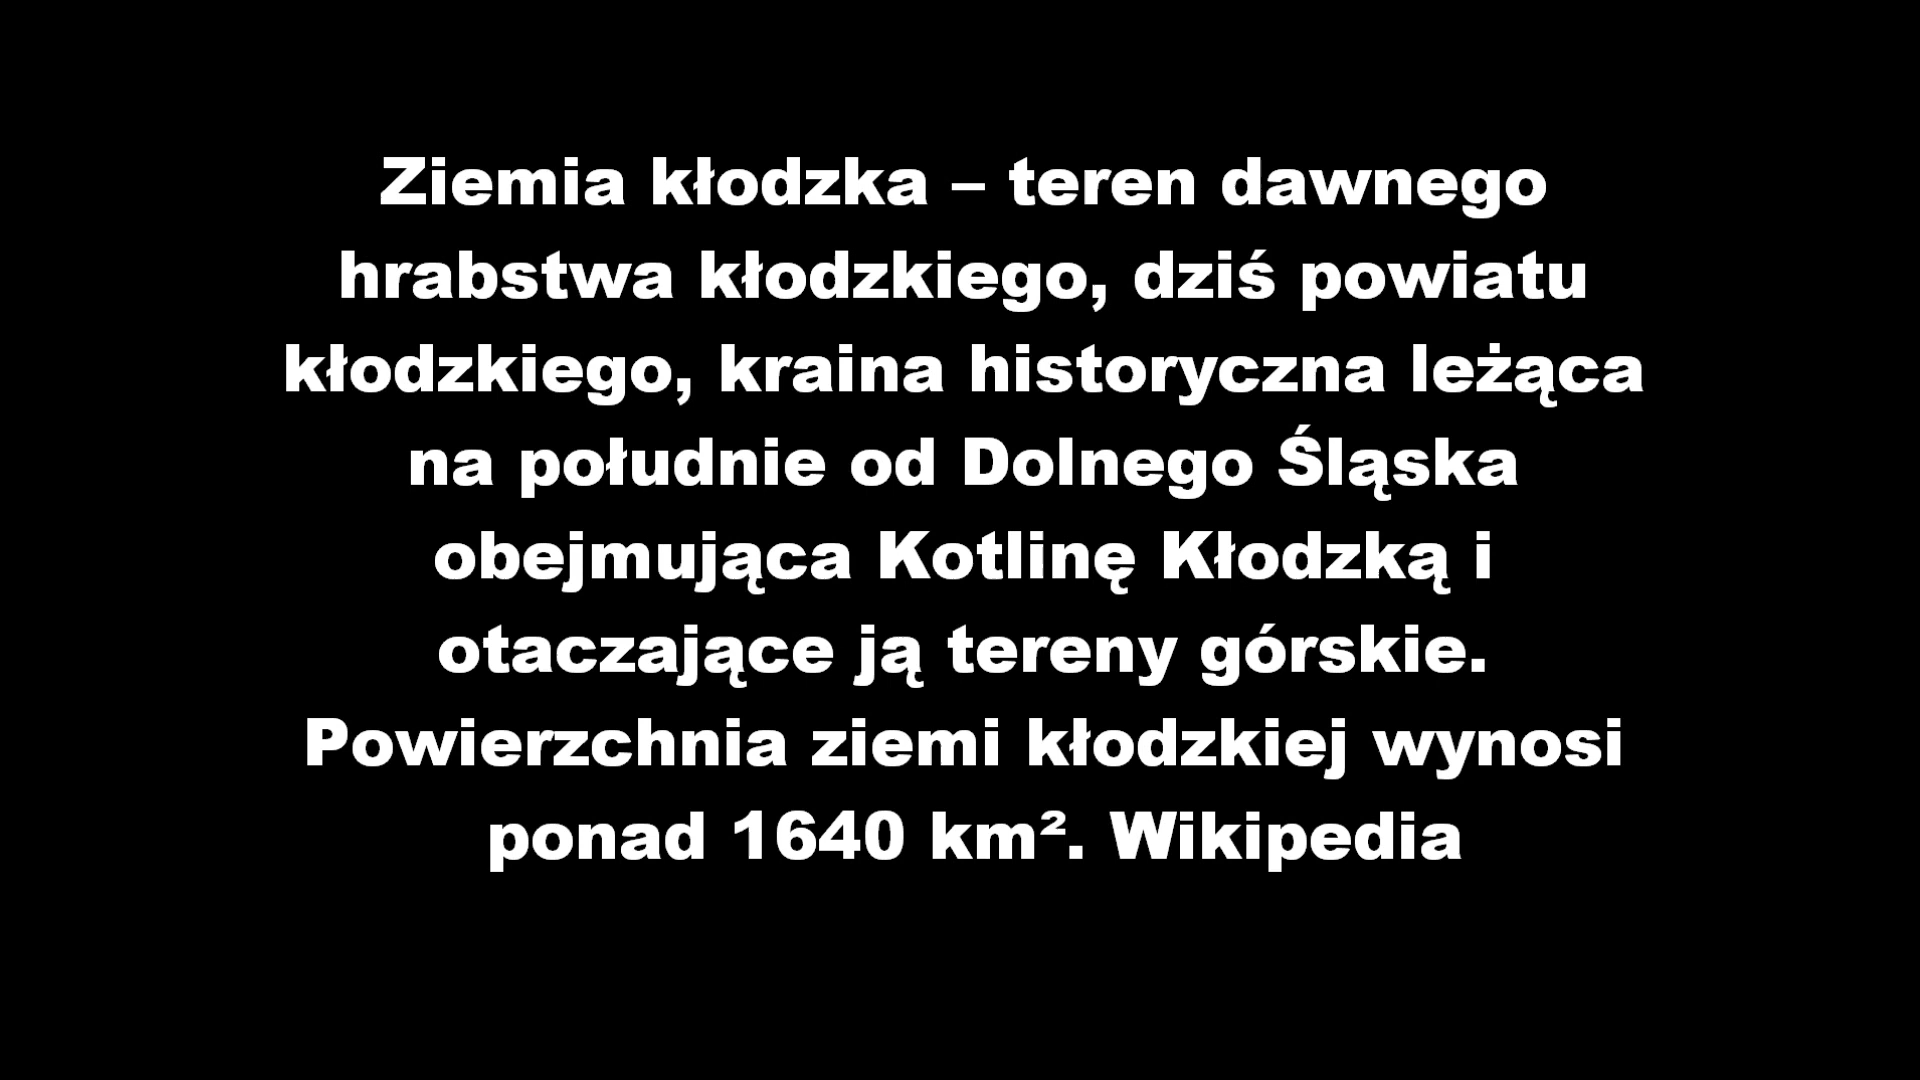 Ziemia kłodzka – teren dawnego
hrabstwa kłodzkiego, dziś powiatu
kłodzkiego, kraina historyczna leżąca
na południe od Dolnego Śląska
obejmująca Kotlinę Kłodzką i
otaczające ją tereny górskie.
Powierzchnia ziemi kłodzkiej wynosi
ponad 1640 km². Wikipedia